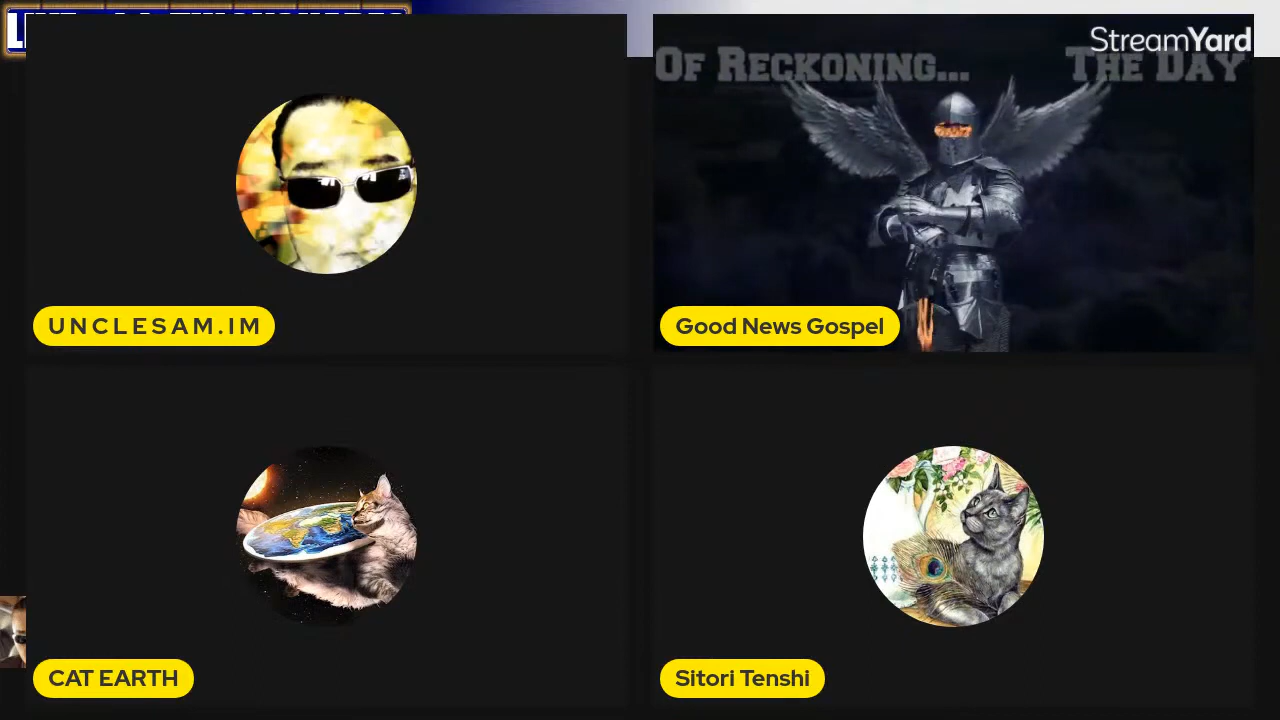 StreamYard
Of Reckoning... The Day
UNCLESAM.IM
Good News Gospel
CAT EARTH
Sitori Tenshi